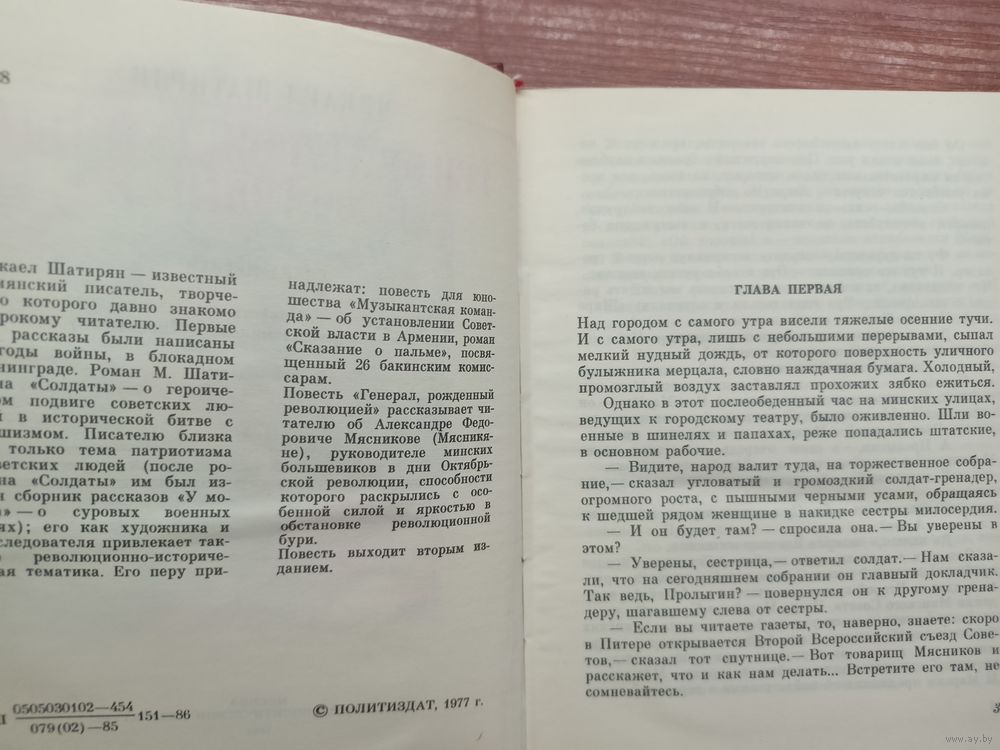 8
каел Шатирян — известный
мянский писатель, творче-
о которого давно знакомо
рокому читателю. Первые
рассказы были написаны
годы войны, в блокадном
нинграде. Роман М. Шати-
на «Солдаты» — о героиче-
ом подвиге советских лю-
й в исторической битве с
шизмом. Писателю близка
только тема патриотизма
ветских людей (после ро-
на «Солдаты» им был из-
н сборник рассказов «У мо-
» — о суровых военных
ях); его как художника и
следователя привлекает так-
революционно-историче-
ая тематика. Его перу при-
надлежат: повесть для юно-
шества «Музыкантская коман-
да» — об установлении Совет-
ской власти в Армении, роман
«Сказание о пальме», посвя-
щенный 26 бакинским комис-
сарам.
Повесть «Генерал, рожденный
революцией» рассказывает чи-
тателю об Александре Федо-
ровиче Мясникове (Мясникя-
не), руководителе минских
большевиков в дни Октябрь-
ской революции, способности
которого раскрылись с осо-
бенной силой и яркостью в
обстановке революционной
бури.
Повесть выходит вторым из-
данием.
0505030102—454
079(02)—85
151—86
© ПОЛИТИЗДАТ, 1977 г.
ГЛАВА ПЕРВАЯ
Над городом с самого утра висели тяжелые осенние тучи.
И с самого утра, лишь с небольшими перерывами, сыпал
мелкий нудный дождь, от которого поверхность уличного
булыжника мерцала, словно наждачная бумага. Холодный,
промозглый воздух заставлял прохожих зябко ежиться.
Однако в этот послеобеденный час на минских улицах,
ведущих к городскому театру, было оживленно. Шли во-
енные в шинелях и папахах, реже попадались штатские,
в основном рабочие.
— Видите, народ валит туда, на торжественное собра-
ние,— сказал угловатый и громоздкий солдат-гренадер,
огромного роста, с пышными черными усами, обращаясь
к шедшей рядом женщине в накидке сестры милосердия.
— И он будет там? — спросила она.— Вы уверены в
этом?
— Уверены, сестрица,— ответил солдат.— Нам сказа-
ли, что на сегодняшнем собрании он главный докладчик.
Так ведь, Пролыгин? — повернулся он к другому грена-
деру, шагавшему слева от сестры.
— Если вы читаете газеты, то, наверно, знаете: скоро
в Питере открывается Второй Всероссийский съезд Сове-
тов,— сказал тот спутнице.— Вот товарищ Мясников и
расскажет, что и как нам делать... Встретите его там, не
сомневайтесь.
3
www.ay.by